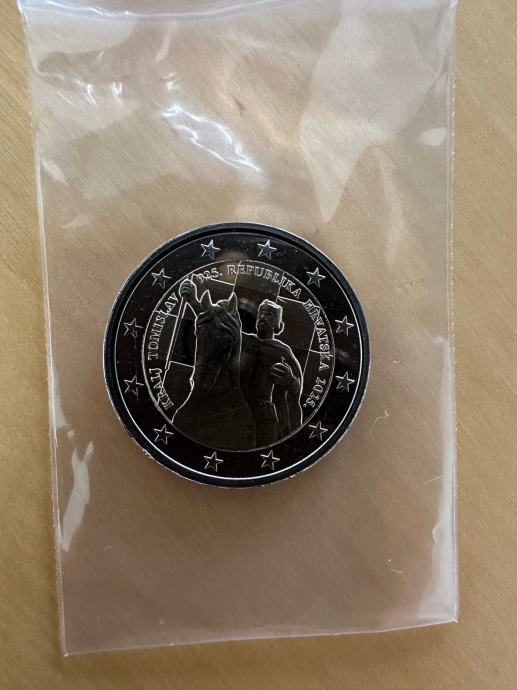 KRALJ TOMISLAV 925. REPUBLIKA HRVATSKA 2025.